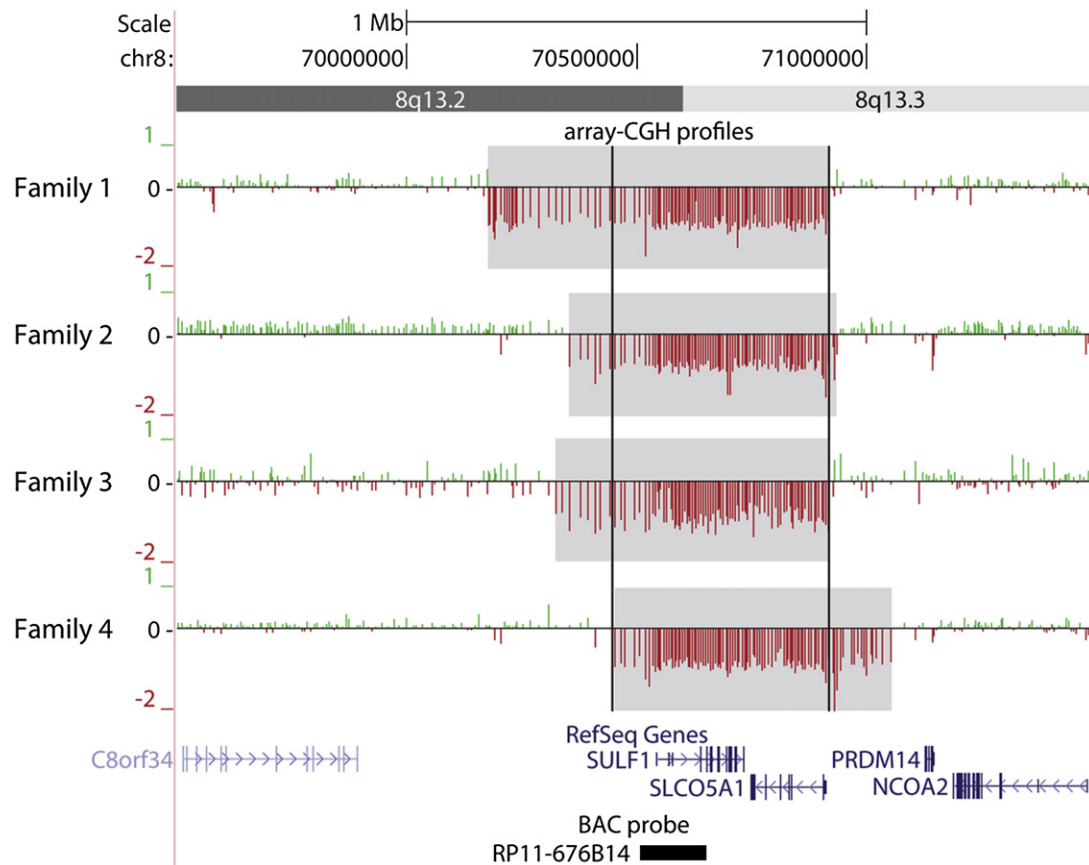 Scale 1 Mb
chr8: 70000000 70500000 71000000
8q13.2 8q13.3
array-CGH profiles
1
Family 1 0
-2
1
Family 2 0
-2
1
Family 3 0
-2
1
Family 4 0
-2
RefSeq Genes
C8orf34 SULF1 PRDM14
SLCO5A1 NCOA2
BAC probe
RP11-676B14